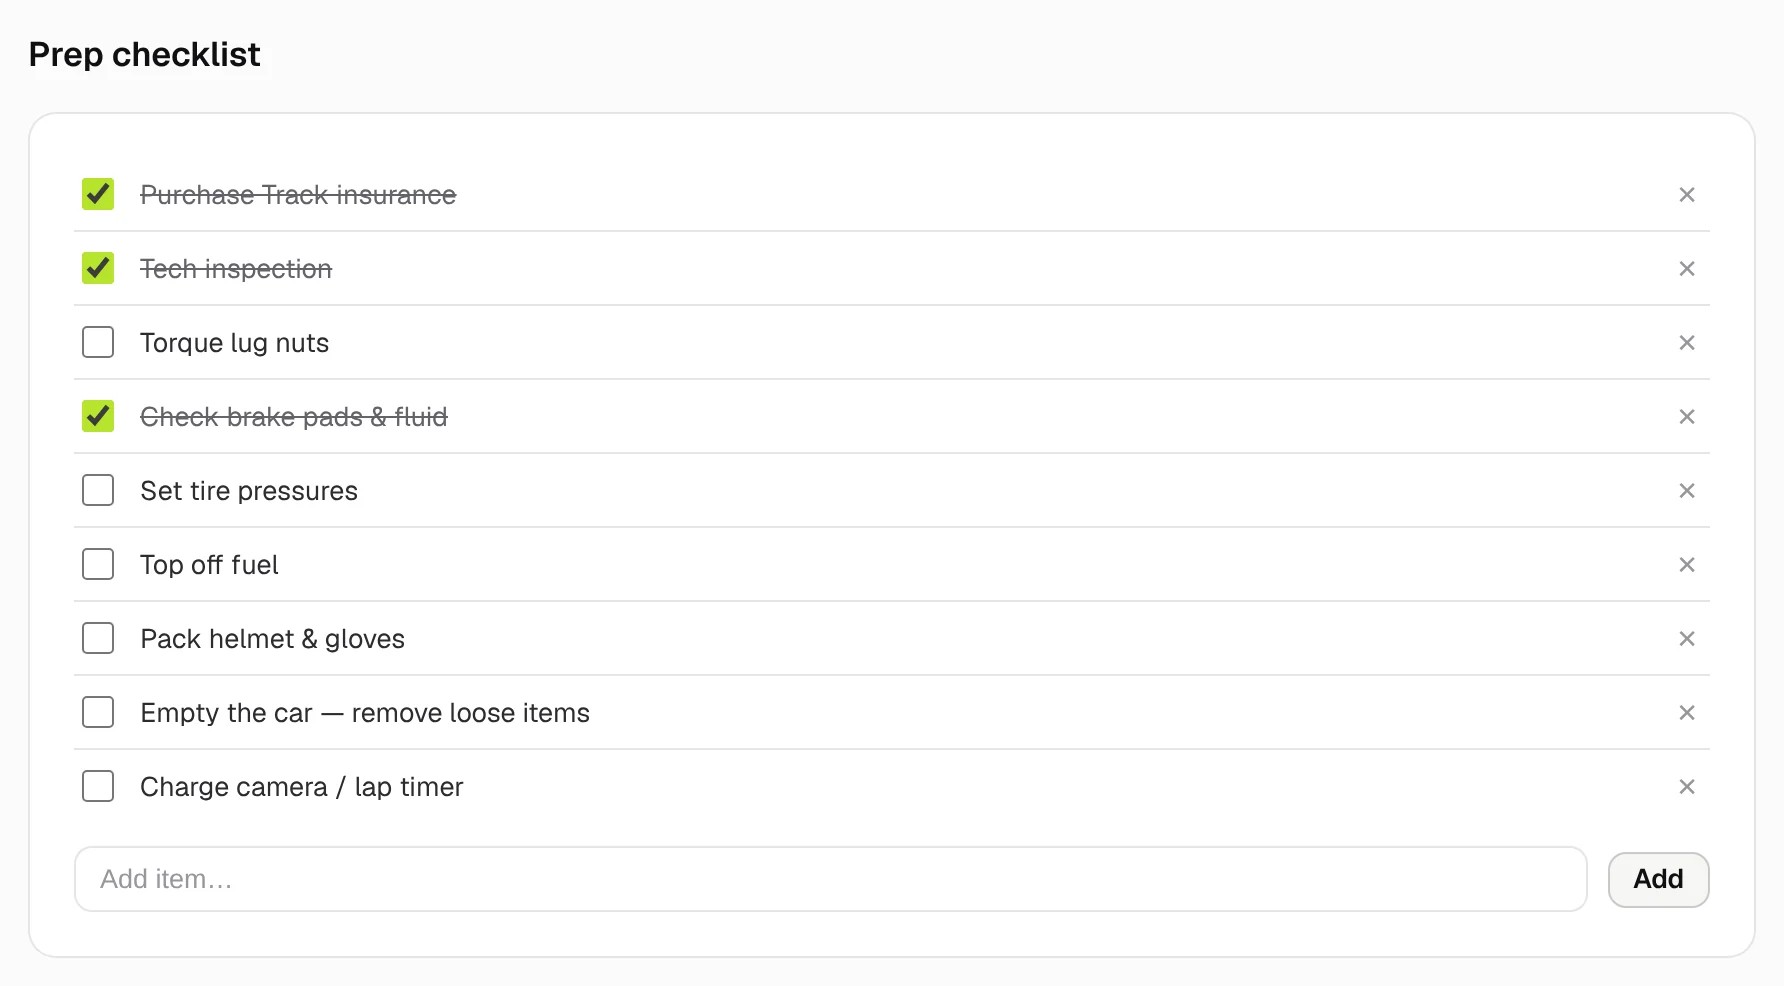 Prep checklist
Purchase Track insurance
Tech inspection
Torque lug nuts
Check brake pads & fluid
Set tire pressures
Top off fuel
Pack helmet & gloves
Empty the car — remove loose items
Charge camera / lap timer
Add item…
Add